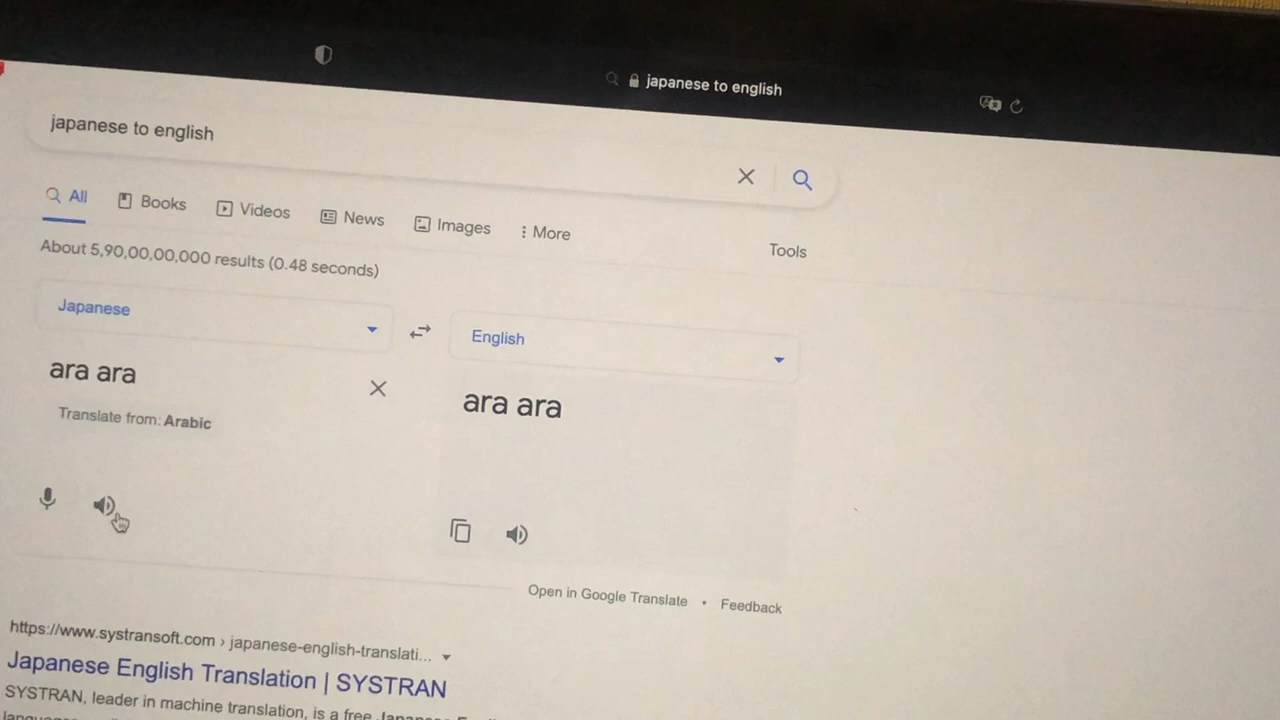 japanese to english
japanese to english
All Books Videos News Images More Tools
About 5,90,00,00,000 results (0.48 seconds)
Japanese English
ara ara ara ara
Translate from: Arabic
Open in Google Translate • Feedback
https://www.systransoft.com › japanese-english-translati...
Japanese English Translation | SYSTRAN
SYSTRAN, leader in machine translation, is a free Japanese